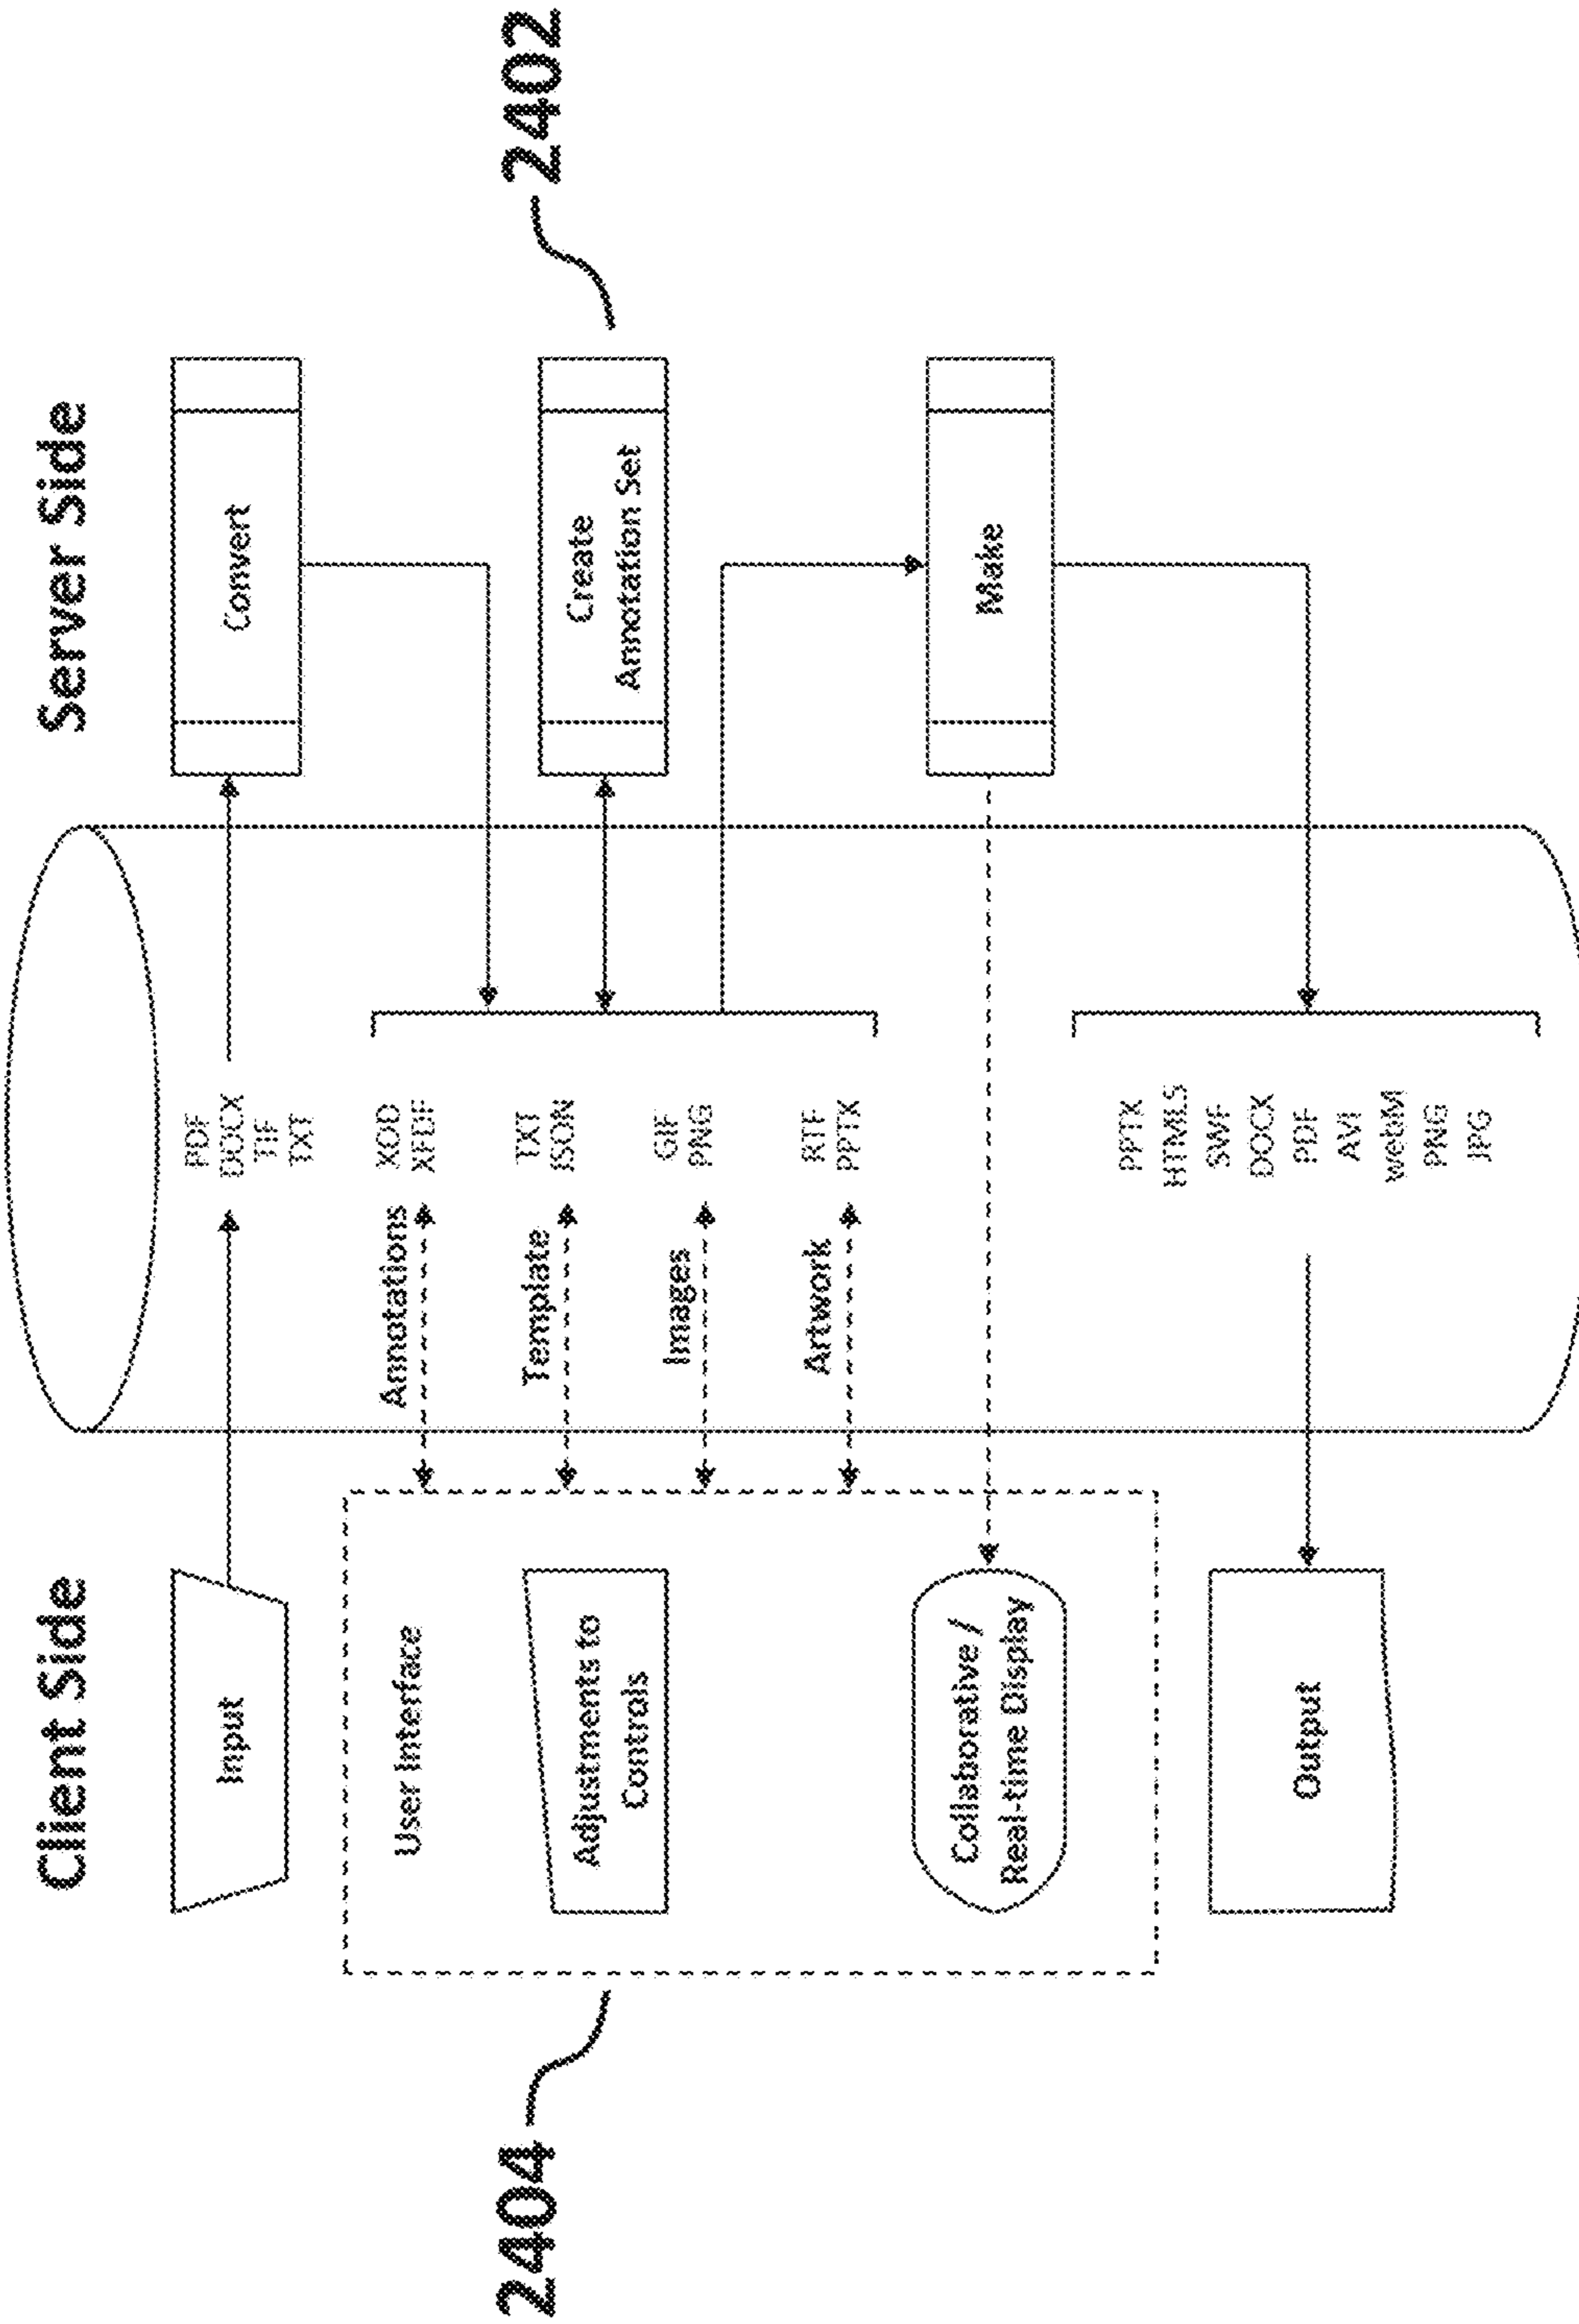 Client Side
Server Side
Input
PDF
DOCX
TIF
TXT
Convert
User Interface
Annotations
XOD
XFDF
2404
Adjustments to
Controls
Template
TXT
JSON
Create
Annotation Set
2402
Images
GIF
PNG
Artwork
RTF
PPTX
Collaborative /
Real-time Display
Make
Output
PPTX
HTML5
SWF
DOCX
PDF
AVI
webM
PNG
JPG